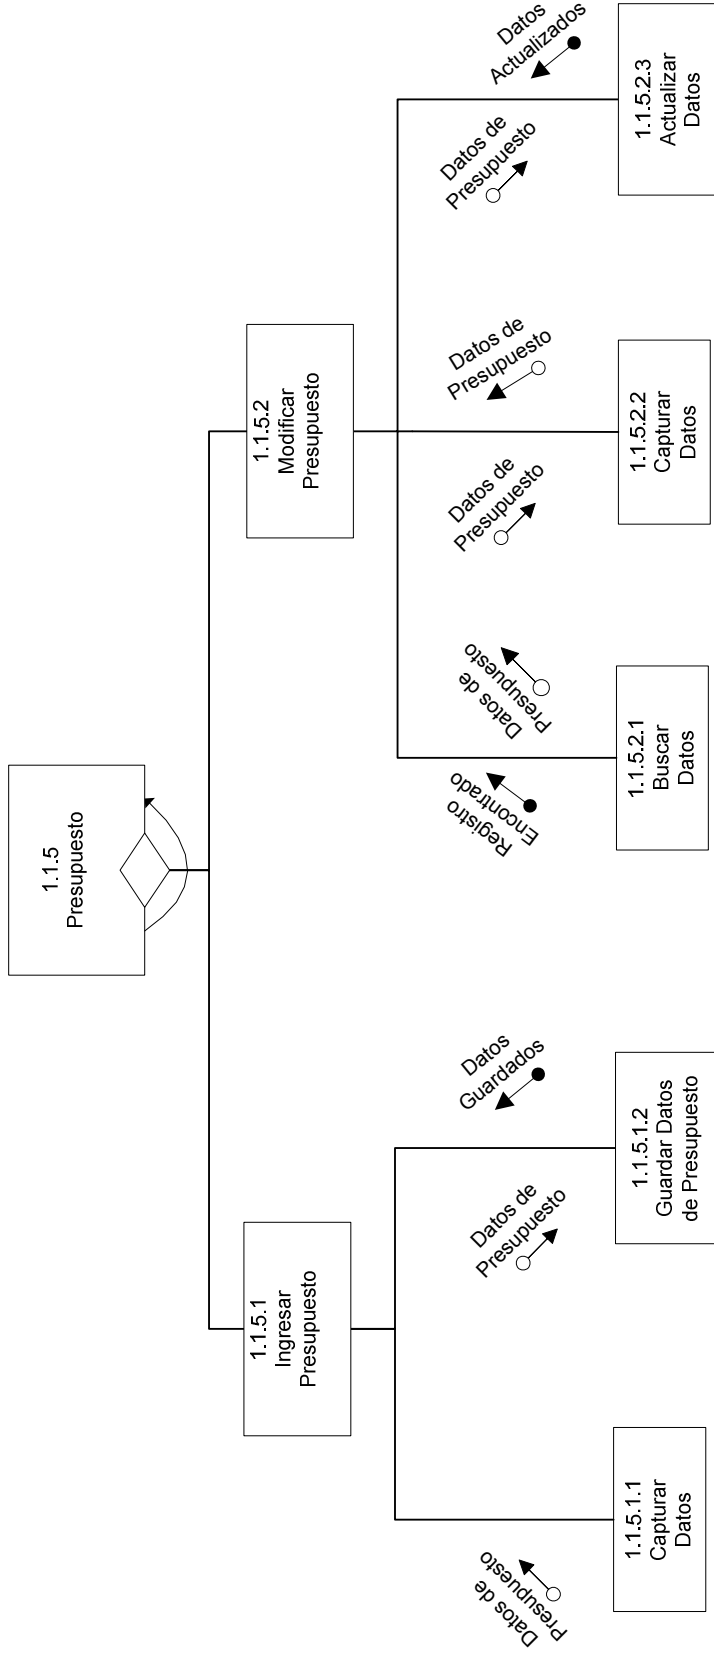 1.1.5
Presupuesto
1.1.5.1
Ingresar
Presupuesto
1.1.5.2
Modificar
Presupuesto
Datos de
Presupuesto
Datos de
Presupuesto
Datos
Guardados
Registro
Encontrado
Datos de
Presupuesto
Datos de
Presupuesto
Datos de
Presupuesto
Datos de
Presupuesto
Datos
Actualizados
1.1.5.1.1
Capturar
Datos
1.1.5.1.2
Guardar Datos
de Presupuesto
1.1.5.2.1
Buscar
Datos
1.1.5.2.2
Capturar
Datos
1.1.5.2.3
Actualizar
Datos